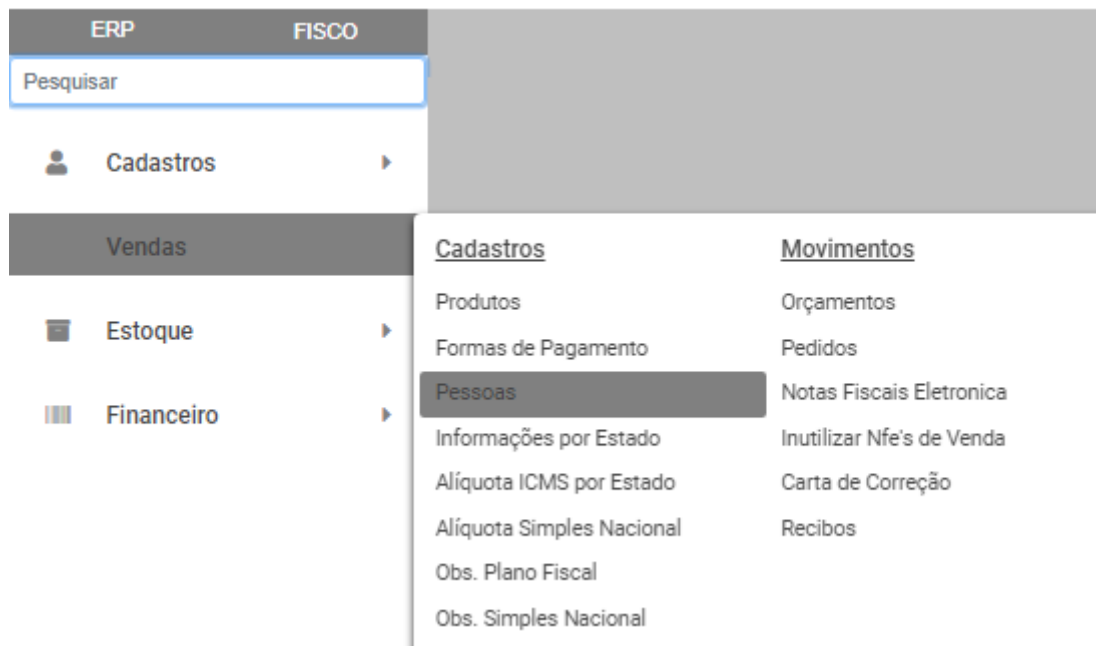 ERP FISCO
Pesquisar
Cadastros
Vendas
Estoque
Financeiro
Cadastros
Produtos
Formas de Pagamento
Pessoas
Informações por Estado
Alíquota ICMS por Estado
Alíquota Simples Nacional
Obs. Plano Fiscal
Obs. Simples Nacional
Movimentos
Orçamentos
Pedidos
Notas Fiscais Eletronica
Inutilizar Nfe's de Venda
Carta de Correção
Recibos